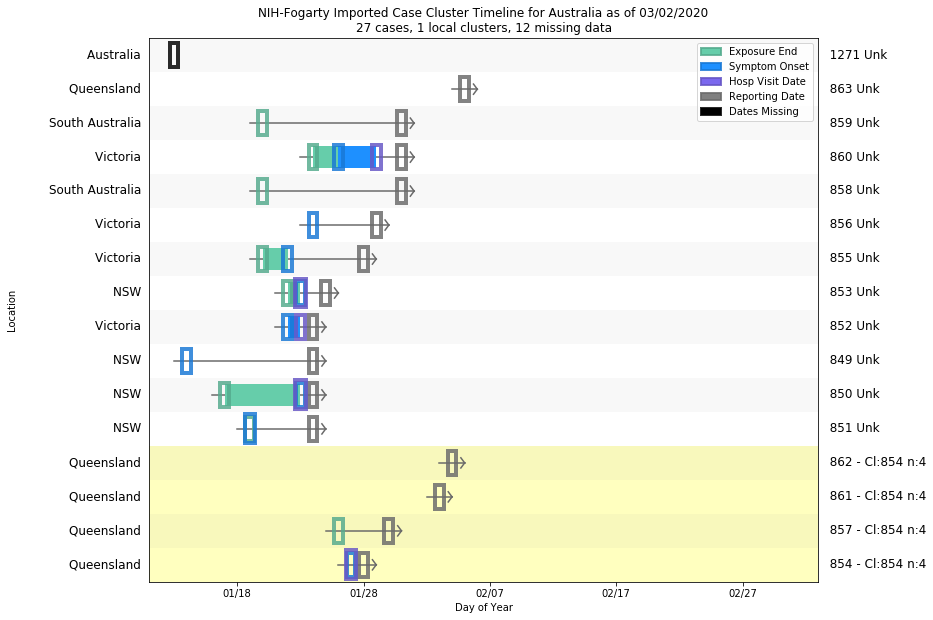 NIH-Fogarty Imported Case Cluster Timeline for Australia as of 03/02/2020
27 cases, 1 local clusters, 12 missing data
Exposure End
Symptom Onset
Hosp Visit Date
Reporting Date
Dates Missing
Location
Australia 1271 Unk
Queensland 863 Unk
South Australia 859 Unk
Victoria 860 Unk
South Australia 858 Unk
Victoria 856 Unk
Victoria 855 Unk
NSW 853 Unk
Victoria 852 Unk
NSW 849 Unk
NSW 850 Unk
NSW 851 Unk
Queensland 862 - Cl:854 n:4
Queensland 861 - Cl:854 n:4
Queensland 857 - Cl:854 n:4
Queensland 854 - Cl:854 n:4
01/18 01/28 02/07 02/17 02/27
Day of Year